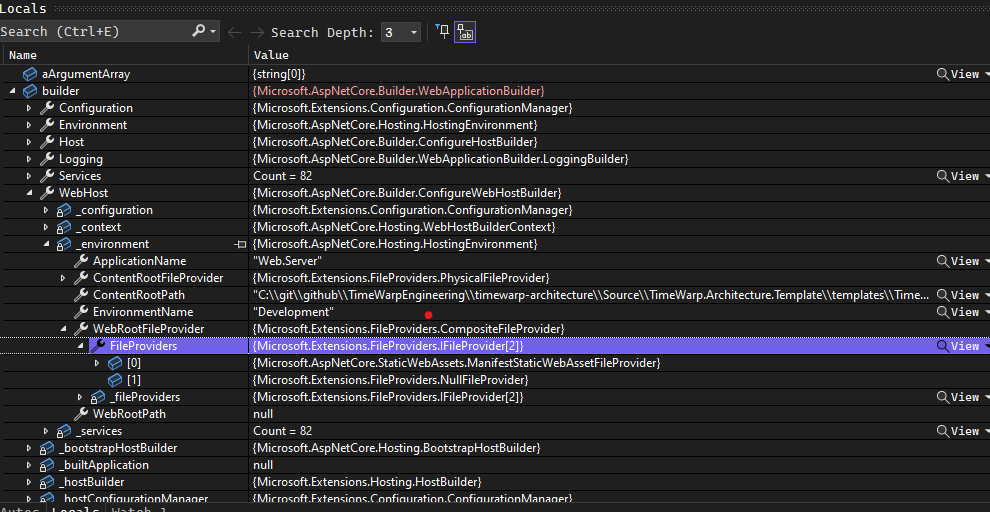 Locals
Search (Ctrl+E) Search Depth: 3
Name Value
aArgumentArray {string[0]} View
builder {Microsoft.AspNetCore.Builder.WebApplicationBuilder}
Configuration {Microsoft.Extensions.Configuration.ConfigurationManager}
Environment {Microsoft.AspNetCore.Hosting.HostingEnvironment}
Host {Microsoft.AspNetCore.Builder.ConfigureHostBuilder}
Logging {Microsoft.AspNetCore.Builder.WebApplicationBuilder.LoggingBuilder}
Services Count = 82 View
WebHost {Microsoft.AspNetCore.Builder.ConfigureWebHostBuilder}
_configuration {Microsoft.Extensions.Configuration.ConfigurationManager}
_context {Microsoft.AspNetCore.Hosting.WebHostBuilderContext}
_environment {Microsoft.AspNetCore.Hosting.HostingEnvironment}
ApplicationName "Web.Server" View
ContentRootFileProvider {Microsoft.Extensions.FileProviders.PhysicalFileProvider}
ContentRootPath "C:\\git\\github\\TimeWarpEngineering\\timewarp-architecture\\Source\\TimeWarp.Architecture.Template\\templates\\Time... View
EnvironmentName "Development" View
WebRootFileProvider {Microsoft.Extensions.FileProviders.CompositeFileProvider}
FileProviders {Microsoft.Extensions.FileProviders.IFileProvider[2]} View
[0] {Microsoft.AspNetCore.StaticWebAssets.ManifestStaticWebAssetFileProvider}
[1] {Microsoft.Extensions.FileProviders.NullFileProvider}
_fileProviders {Microsoft.Extensions.FileProviders.IFileProvider[2]} View
WebRootPath null
_services Count = 82 View
_bootstrapHostBuilder {Microsoft.AspNetCore.Hosting.BootstrapHostBuilder}
_builtApplication null
_hostBuilder {Microsoft.Extensions.Hosting.HostBuilder}
_hostConfigurationManager {Microsoft.Extensions.Configuration.ConfigurationManager}
Autos Locals Watch 1